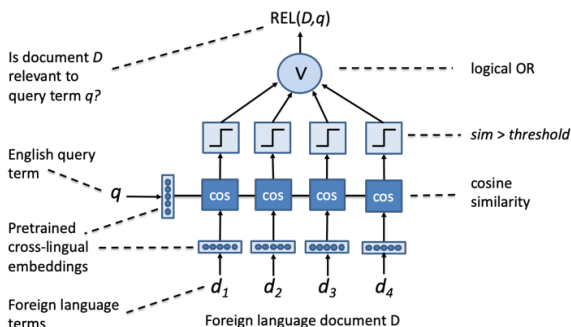 REL(D,q)
Is document D
relevant to
query term q?
V
logical OR
sim > threshold
English query
term
q
cos
cos
cos
cos
cosine
similarity
Pretrained
cross-lingual
embeddings
d1
d2
d3
d4
Foreign language
terms
Foreign language document D